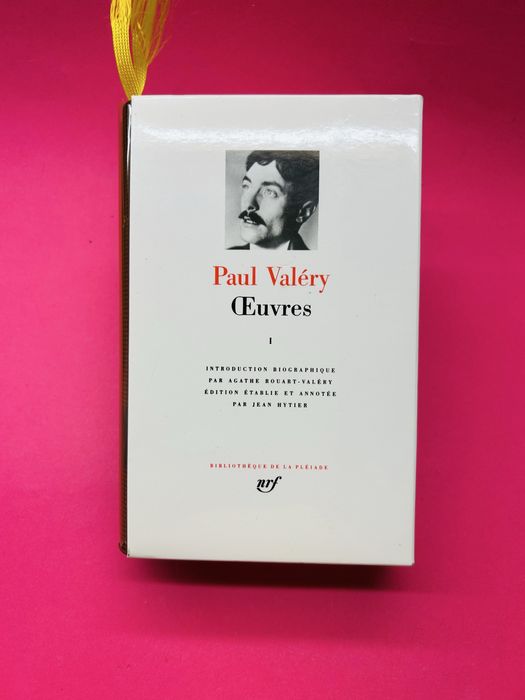 Paul Valéry
Œuvres
I
INTRODUCTION BIOGRAPHIQUE
PAR AGATHE ROUART-VALÉRY
ÉDITION ÉTABLIE ET ANNOTÉE
PAR JEAN HYTIER
BIBLIOTHÈQUE DE LA PLÉIADE
nrf